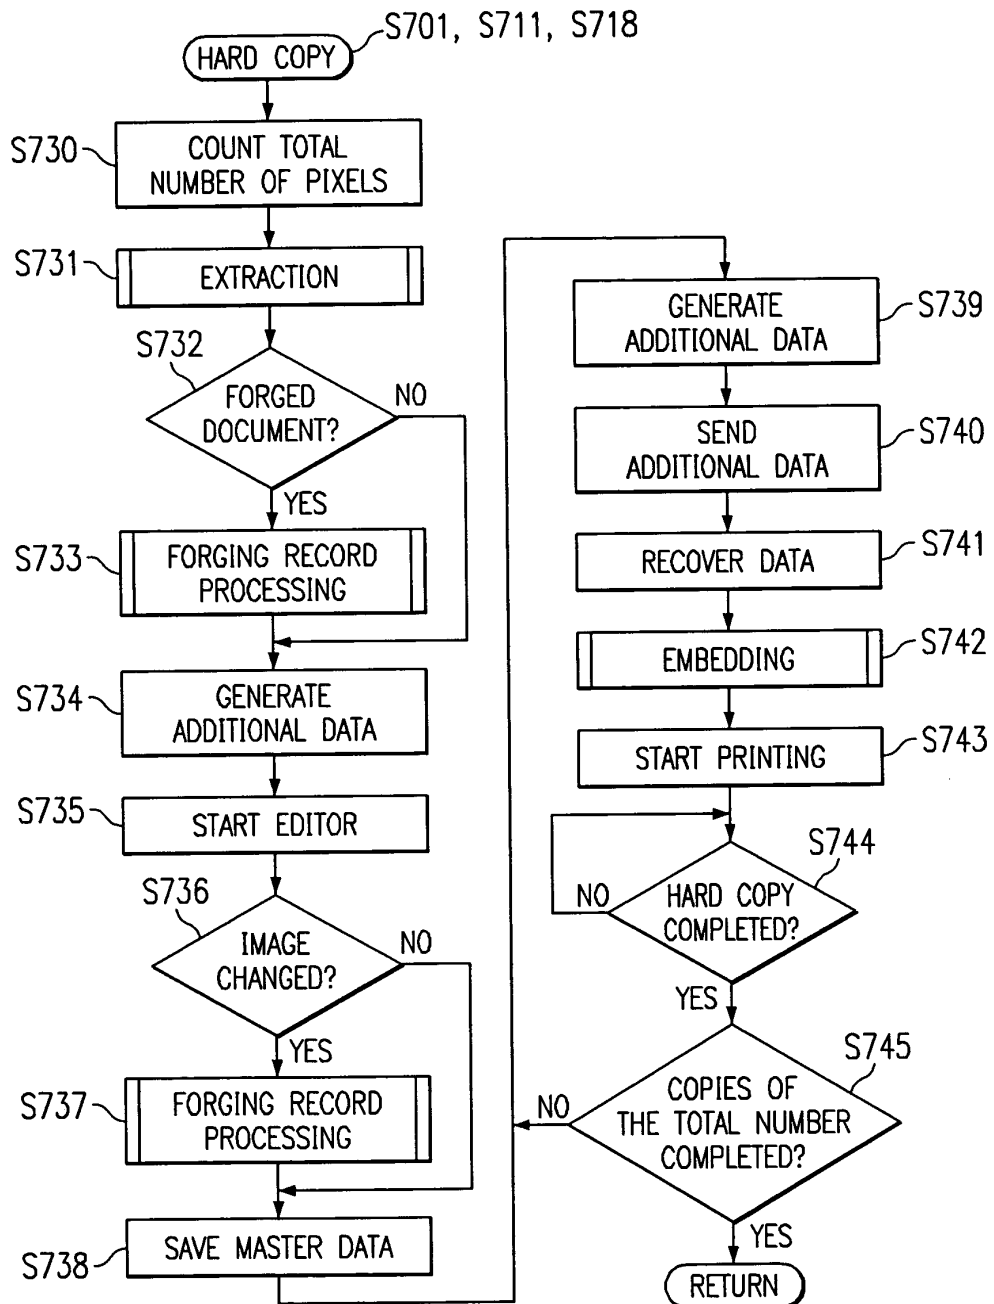 S701, S711, S718
HARD COPY
S730
COUNT TOTAL
NUMBER OF PIXELS
S731
EXTRACTION
S732
FORGED
DOCUMENT?
NO
YES
S733
FORGING RECORD
PROCESSING
S734
GENERATE
ADDITIONAL DATA
S735
START EDITOR
S736
IMAGE
CHANGED?
NO
YES
S737
FORGING RECORD
PROCESSING
S738
SAVE MASTER DATA
S739
GENERATE
ADDITIONAL DATA
S740
SEND
ADDITIONAL DATA
S741
RECOVER DATA
S742
EMBEDDING
S743
START PRINTING
S744
HARD COPY
COMPLETED?
NO
YES
S745
COPIES OF
THE TOTAL NUMBER
COMPLETED?
NO
YES
RETURN